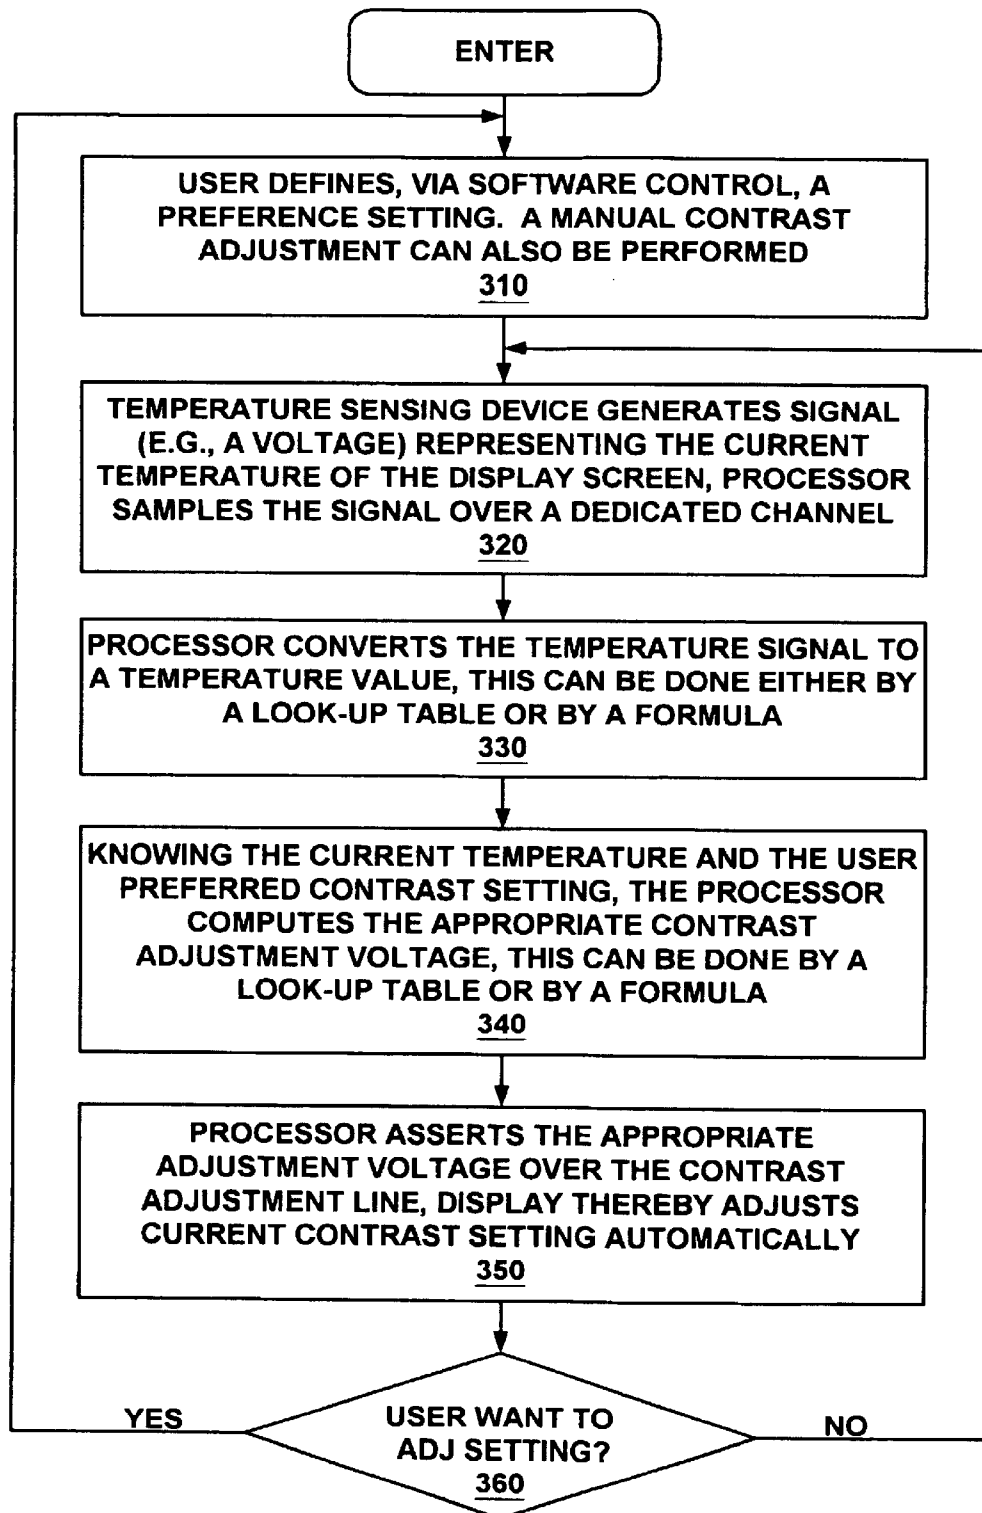 ENTER
USER DEFINES, VIA SOFTWARE CONTROL, A
PREFERENCE SETTING. A MANUAL CONTRAST
ADJUSTMENT CAN ALSO BE PERFORMED
310
TEMPERATURE SENSING DEVICE GENERATES SIGNAL
(E.G., A VOLTAGE) REPRESENTING THE CURRENT
TEMPERATURE OF THE DISPLAY SCREEN, PROCESSOR
SAMPLES THE SIGNAL OVER A DEDICATED CHANNEL
320
PROCESSOR CONVERTS THE TEMPERATURE SIGNAL TO
A TEMPERATURE VALUE, THIS CAN BE DONE EITHER BY
A LOOK-UP TABLE OR BY A FORMULA
330
KNOWING THE CURRENT TEMPERATURE AND THE USER
PREFERRED CONTRAST SETTING, THE PROCESSOR
COMPUTES THE APPROPRIATE CONTRAST
ADJUSTMENT VOLTAGE, THIS CAN BE DONE BY A
LOOK-UP TABLE OR BY A FORMULA
340
PROCESSOR ASSERTS THE APPROPRIATE
ADJUSTMENT VOLTAGE OVER THE CONTRAST
ADJUSTMENT LINE, DISPLAY THEREBY ADJUSTS
CURRENT CONTRAST SETTING AUTOMATICALLY
350
YES
USER WANT TO
ADJ SETTING?
360
NO